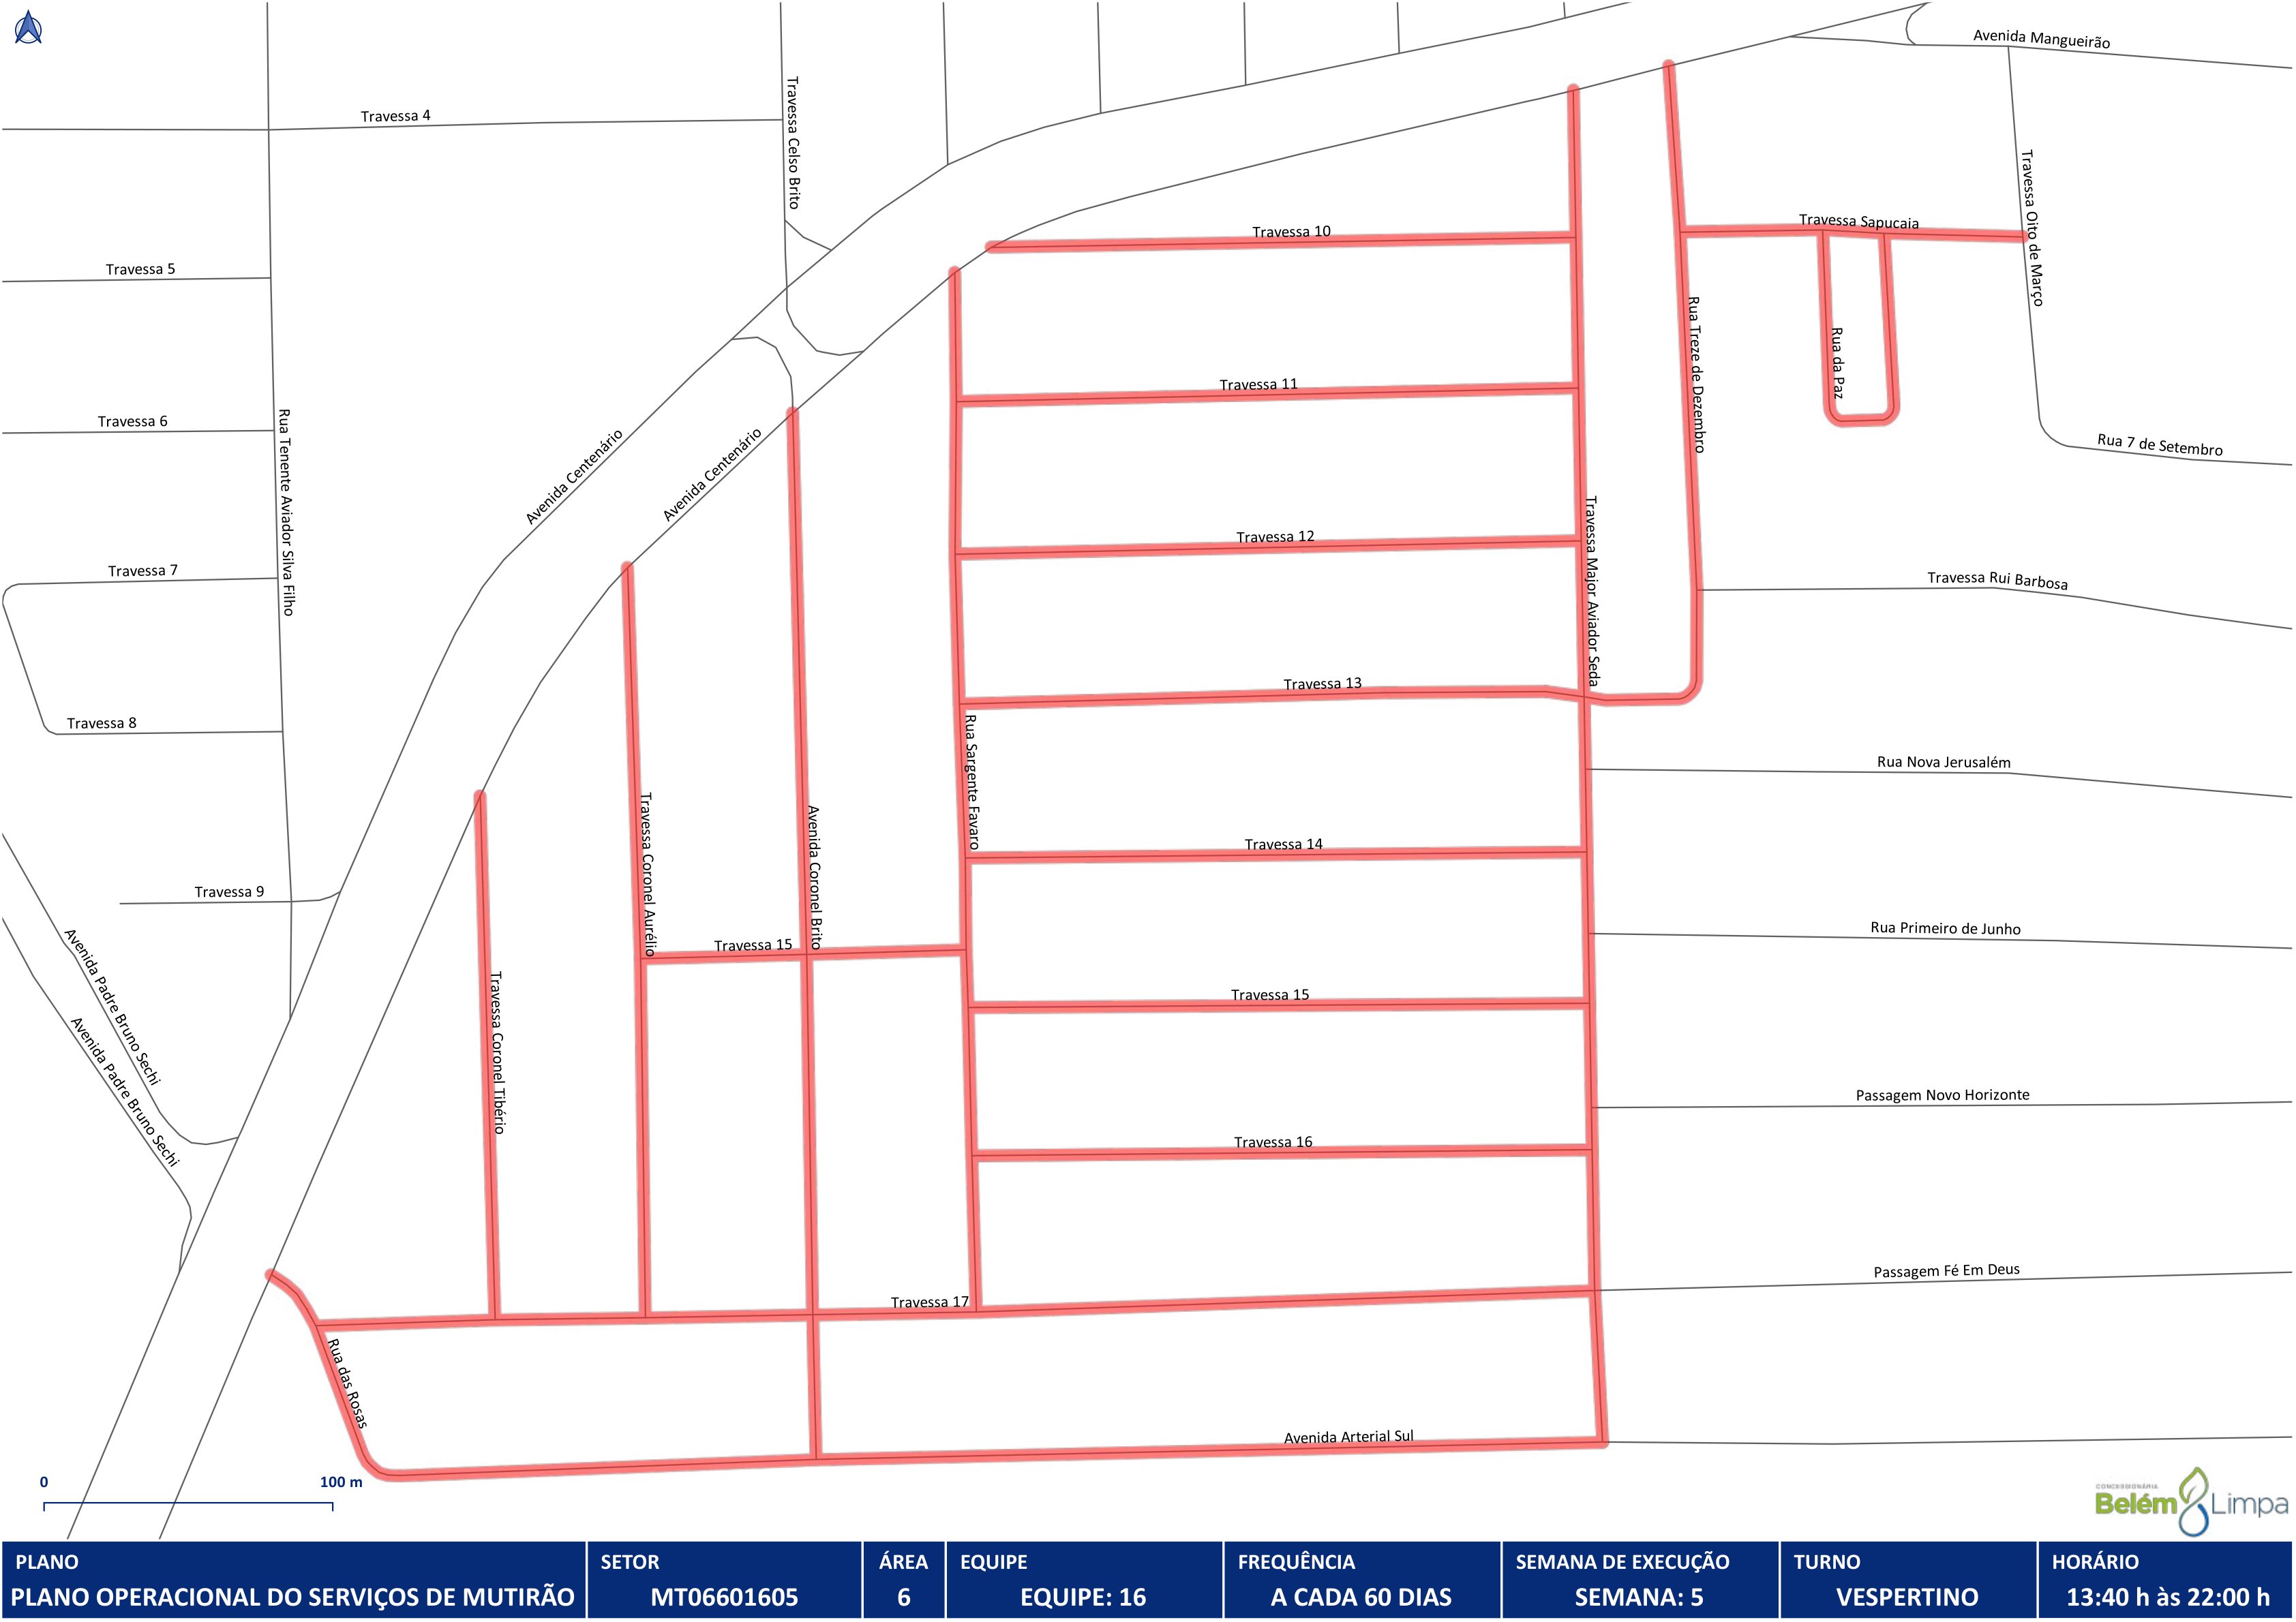 Avenida Mangueirão
Travessa 4
Travessa Celso Brito
Travessa Oito de Março
Travessa Sapucaia
Travessa 10
Travessa 5
Rua Treze de Dezembro
Rua da Paz
Travessa 11
Travessa 6
Rua Tenente Aviador Silva Filho
Avenida Centenário
Avenida Centenário
Rua 7 de Setembro
Travessa 12
Travessa Major Aviador Seda
Travessa 7
Travessa Rui Barbosa
Travessa 13
Travessa 8
Rua Sargente Favaro
Rua Nova Jerusalém
Travessa Coronel Aurélio
Avenida Coronel Brito
Travessa 14
Travessa 9
Avenida Padre Bruno Sechi
Avenida Padre Bruno Sechi
Travessa 15
Rua Primeiro de Junho
Travessa Coronel Tibério
Travessa 15
Passagem Novo Horizonte
Travessa 16
Passagem Fé Em Deus
Travessa 17
Rua das Rosas
Avenida Arterial Sul
0
100 m
CONCESSIONÁRIA
Belém Limpa
PLANO
PLANO OPERACIONAL DO SERVIÇOS DE MUTIRÃO
SETOR
MT06601605
ÁREA
6
EQUIPE
EQUIPE: 16
FREQUÊNCIA
A CADA 60 DIAS
SEMANA DE EXECUÇÃO
SEMANA: 5
TURNO
VESPERTINO
HORÁRIO
13:40 h às 22:00 h